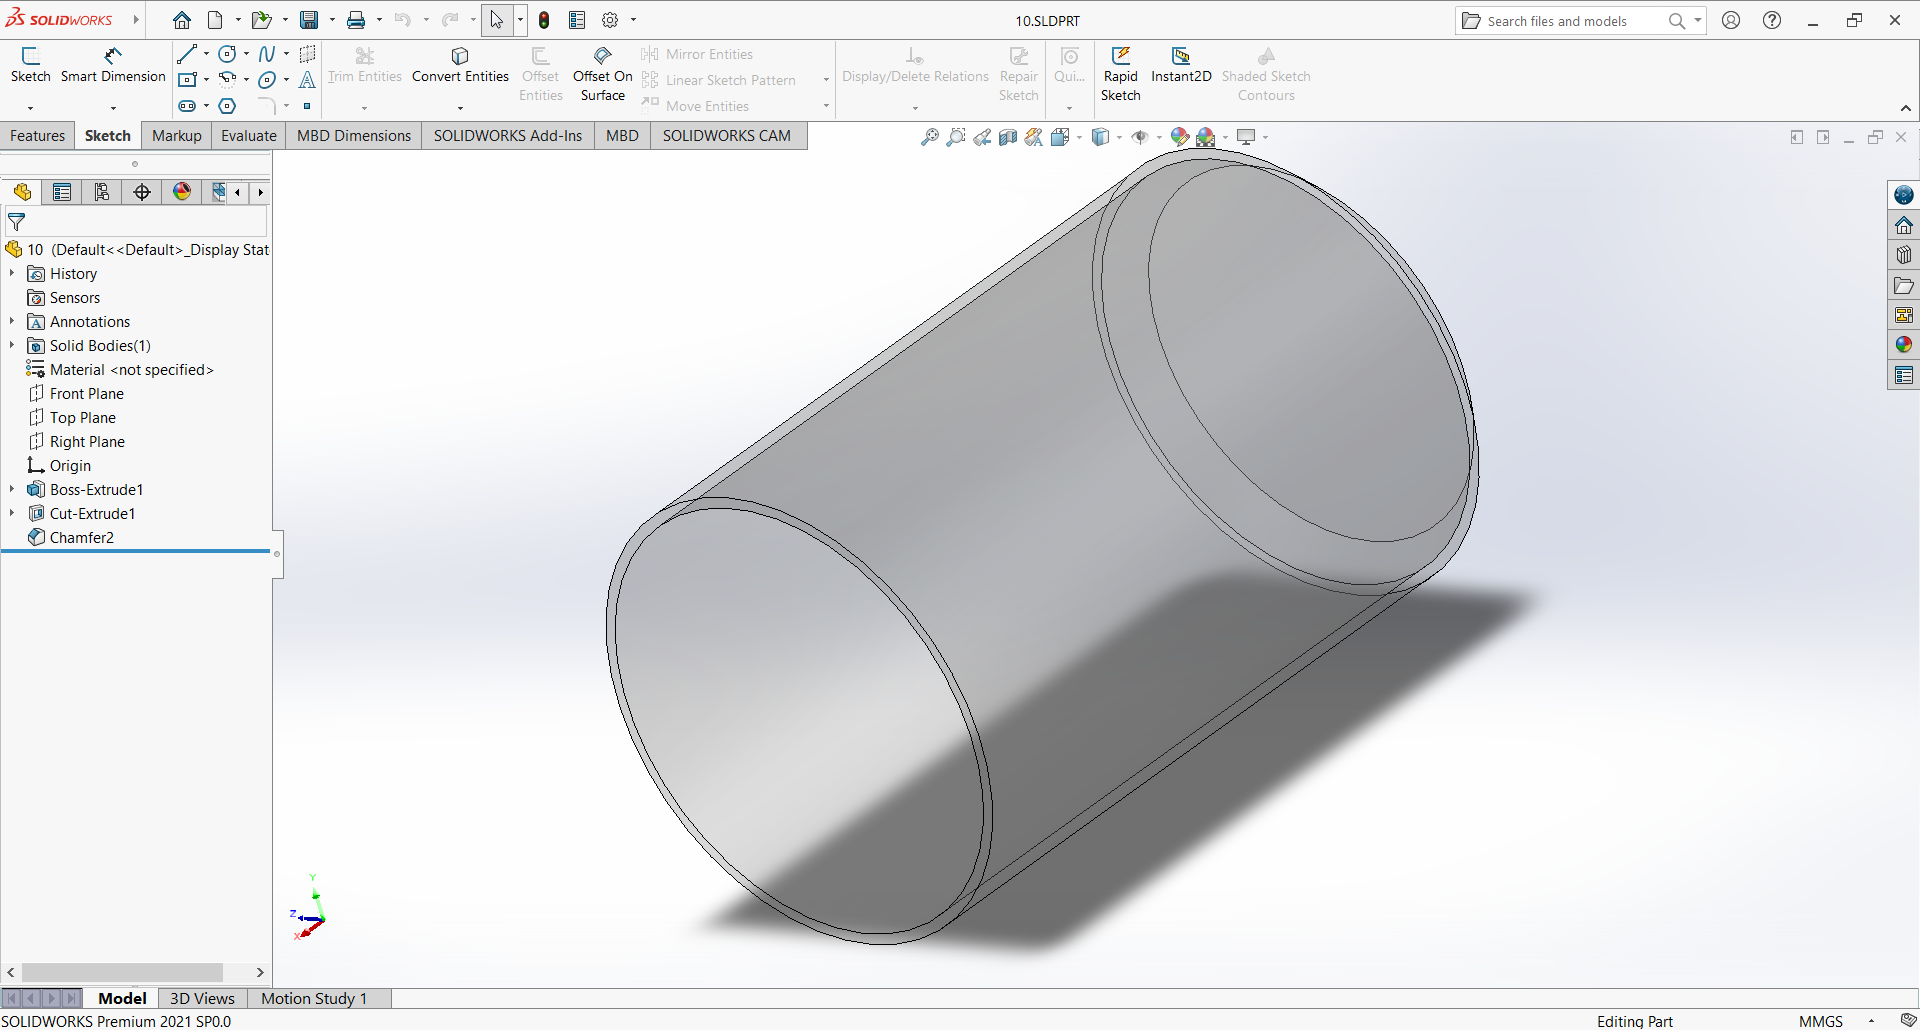 SOLIDWORKS
10.SLDPRT
Search files and models
Sketch
Smart Dimension
Trim Entities
Convert Entities
Offset Entities
Offset On Surface
Mirror Entities
Linear Sketch Pattern
Move Entities
Display/Delete Relations
Repair Sketch
Qui...
Rapid Sketch
Instant2D
Shaded Sketch Contours
Features
Sketch
Markup
Evaluate
MBD Dimensions
SOLIDWORKS Add-Ins
MBD
SOLIDWORKS CAM
10 (Default<<Default>_Display Stat
History
Sensors
Annotations
Solid Bodies(1)
Material <not specified>
Front Plane
Top Plane
Right Plane
Origin
Boss-Extrude1
Cut-Extrude1
Chamfer2
Y
Z
X
Model
3D Views
Motion Study 1
SOLIDWORKS Premium 2021 SP0.0
Editing Part
MMGS